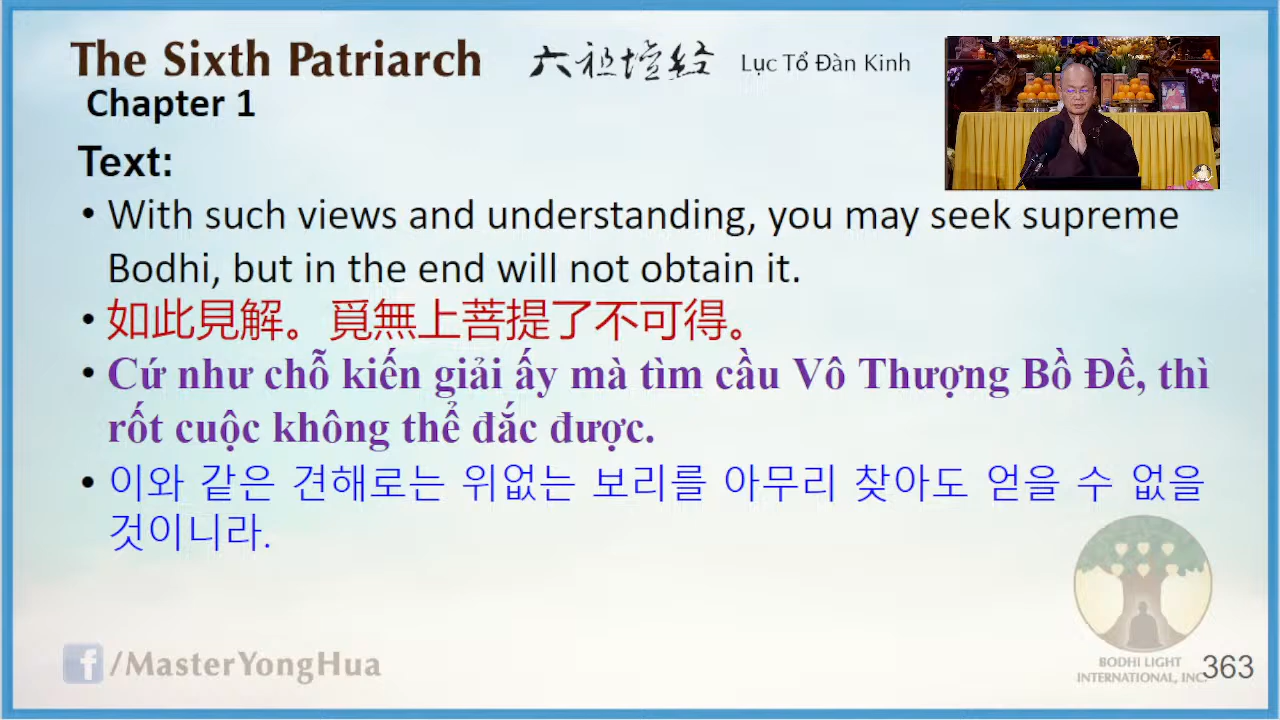 The Sixth Patriarch 六祖壇経 Lục Tổ Đàn Kinh
Chapter 1
Text:
• With such views and understanding, you may seek supreme
Bodhi, but in the end will not obtain it.
• 如此見解。覓無上菩提了不可得。
• Cứ như chỗ kiến giải ấy mà tìm cầu Vô Thượng Bồ Đề, thì
rốt cuộc không thể đắc được.
• 이와 같은 견해로는 위없는 보리를 아무리 찾아도 얻을 수 없을
것이니라.
f/MasterYongHua
BODHI LIGHT
INTERNATIONAL, INC.
363